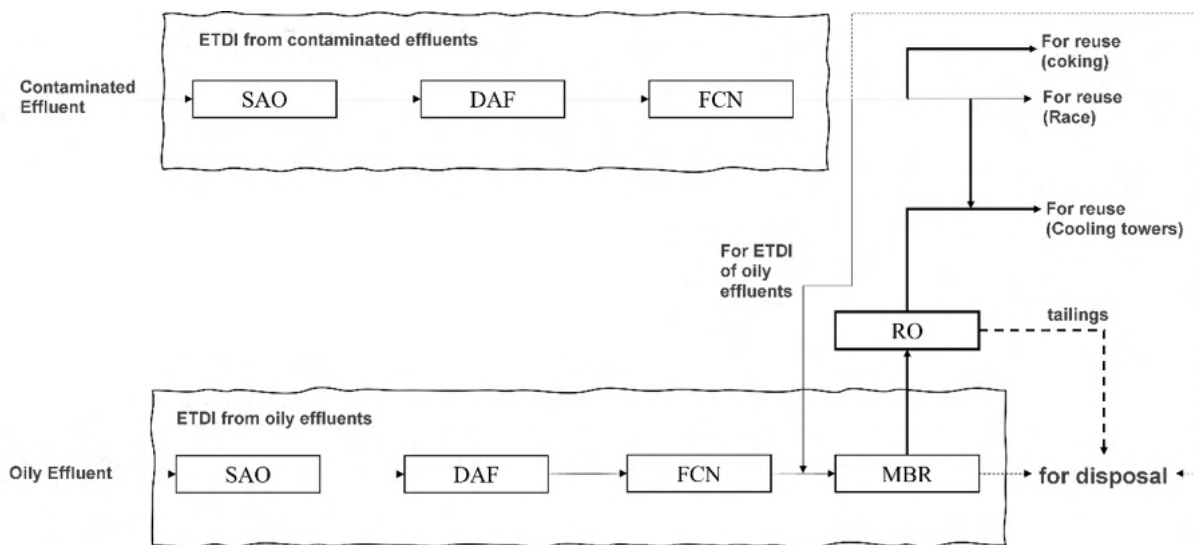 ETDI from contaminated effluents
Contaminated
Effluent
SAO
DAF
FCN
For reuse
(coking)
For reuse
(Race)
For reuse
(Cooling towers)
For ETDI
of oily
effluents
RO
tailings
ETDI from oily effluents
Oily Effluent
SAO
DAF
FCN
MBR
for disposal